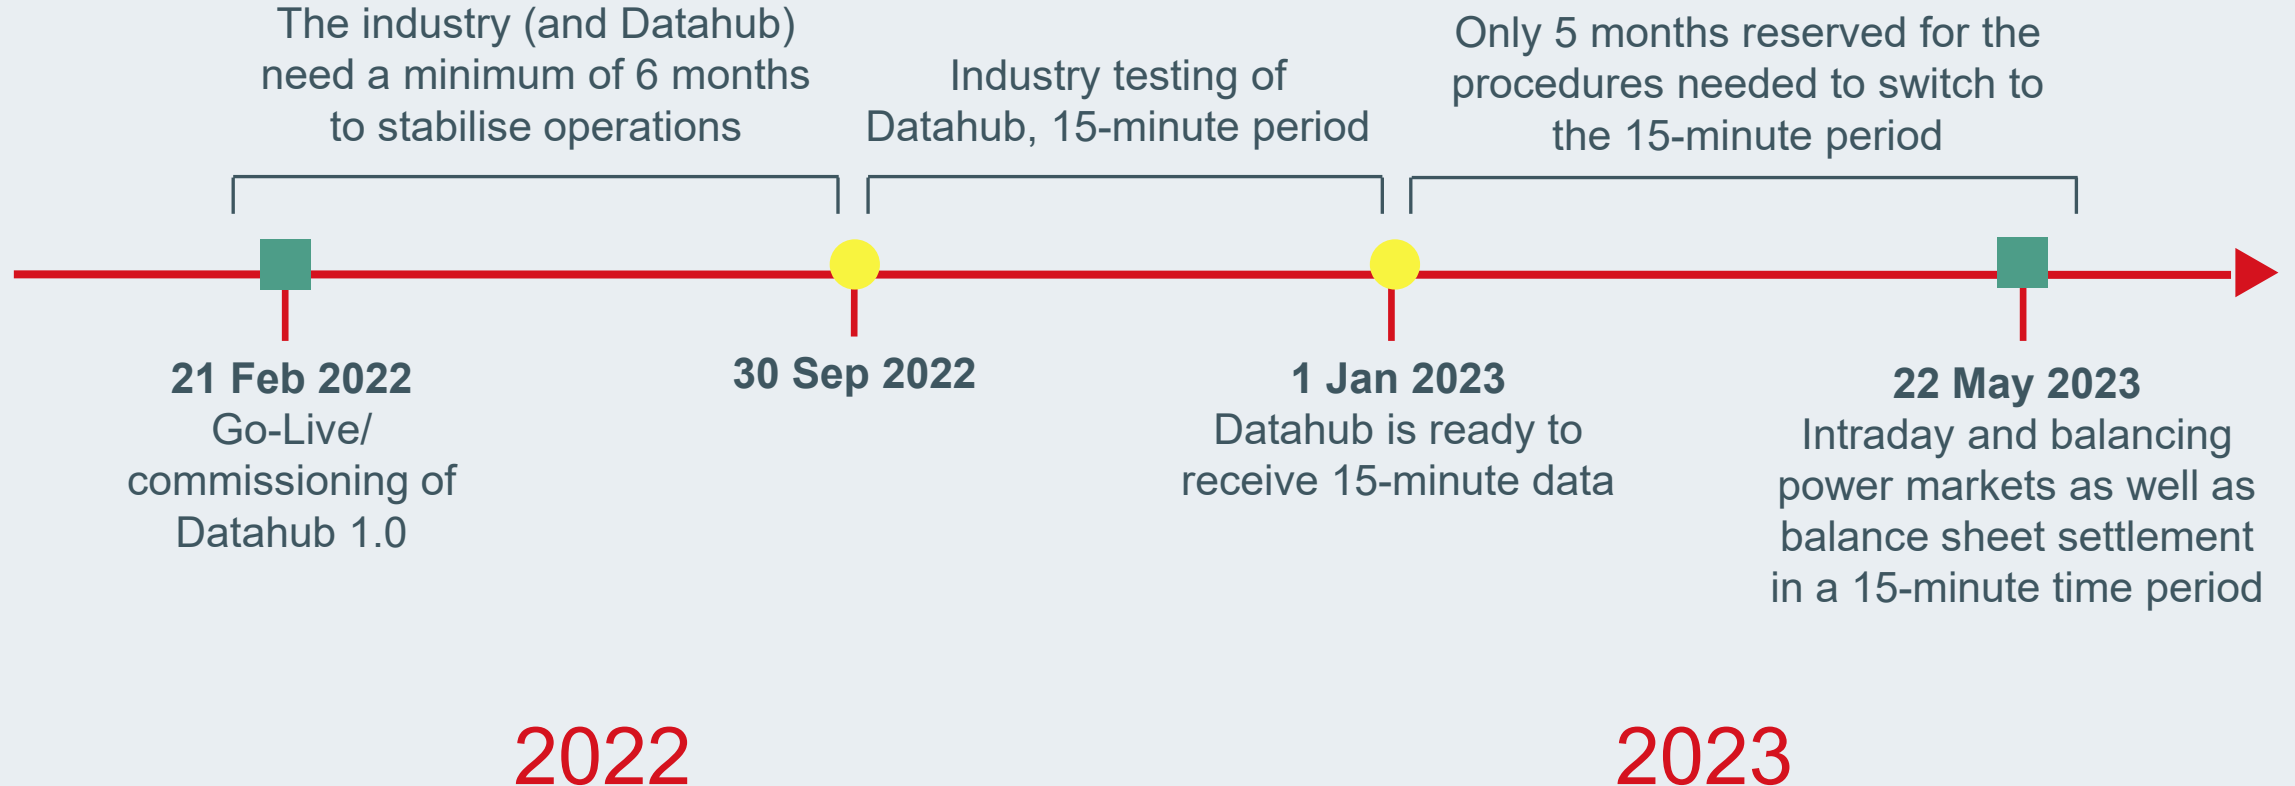 The industry (and Datahub)
need a minimum of 6 months
to stabilise operations
Industry testing of
Datahub, 15-minute period
Only 5 months reserved for the
procedures needed to switch to
the 15-minute period
21 Feb 2022
Go-Live/
commissioning of
Datahub 1.0
30 Sep 2022
1 Jan 2023
Datahub is ready to
receive 15-minute data
22 May 2023
Intraday and balancing
power markets as well as
balance sheet settlement
in a 15-minute time period
2022
2023